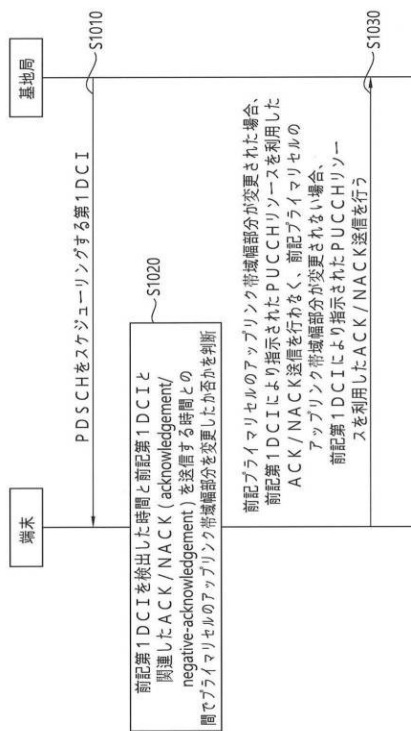 端末
基地局
PDSCHをスケジューリングする第1DCI
S1010
S1020
前記第1DCIを検出した時間と前記第1DCIと
関連したACK/NACK(acknowledgement/
negative-acknowledgement)を送信する時間との
間でプライマリセルのアップリンク帯域幅部分を変更したか否かを判断
前記プライマリセルのアップリンク帯域幅部分が変更された場合、
前記第1DCIにより指示されたPUCCHリソースを利用した
ACK/NACK送信を行わなく、前記プライマリセルの
アップリンク帯域幅部分が変更されない場合、
前記第1DCIにより指示されたPUCCHリソー
スを利用したACK/NACK送信を行う
S1030